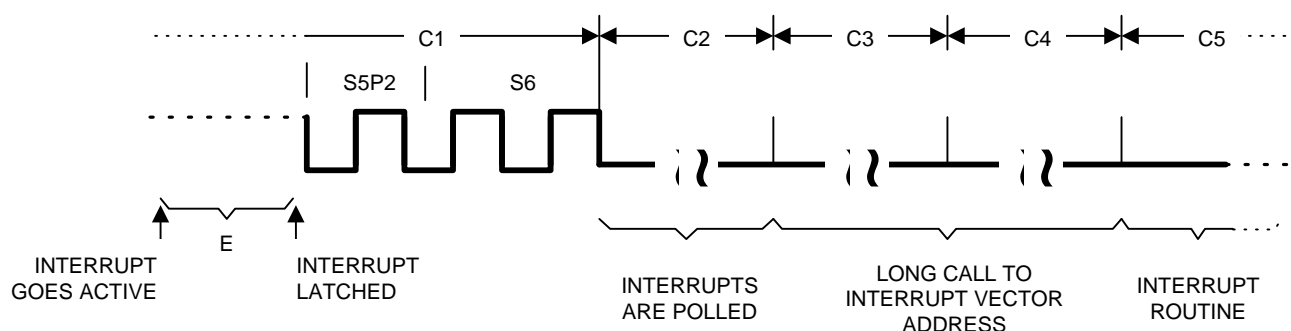 C1
C2
C3
C4
C5
S5P2
S6
E
INTERRUPT
GOES ACTIVE
INTERRUPT
LATCHED
INTERRUPTS
ARE POLLED
LONG CALL TO
INTERRUPT VECTOR
ADDRESS
INTERRUPT
ROUTINE